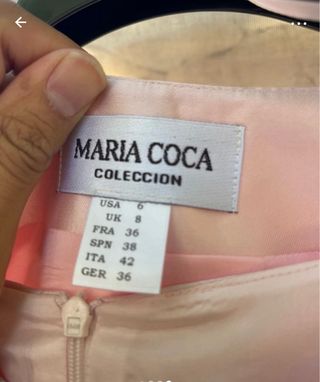 MARIA COCA
COLECCION
USA 6
UK 8
FRA 36
SPN 38
ITA 42
GER 36